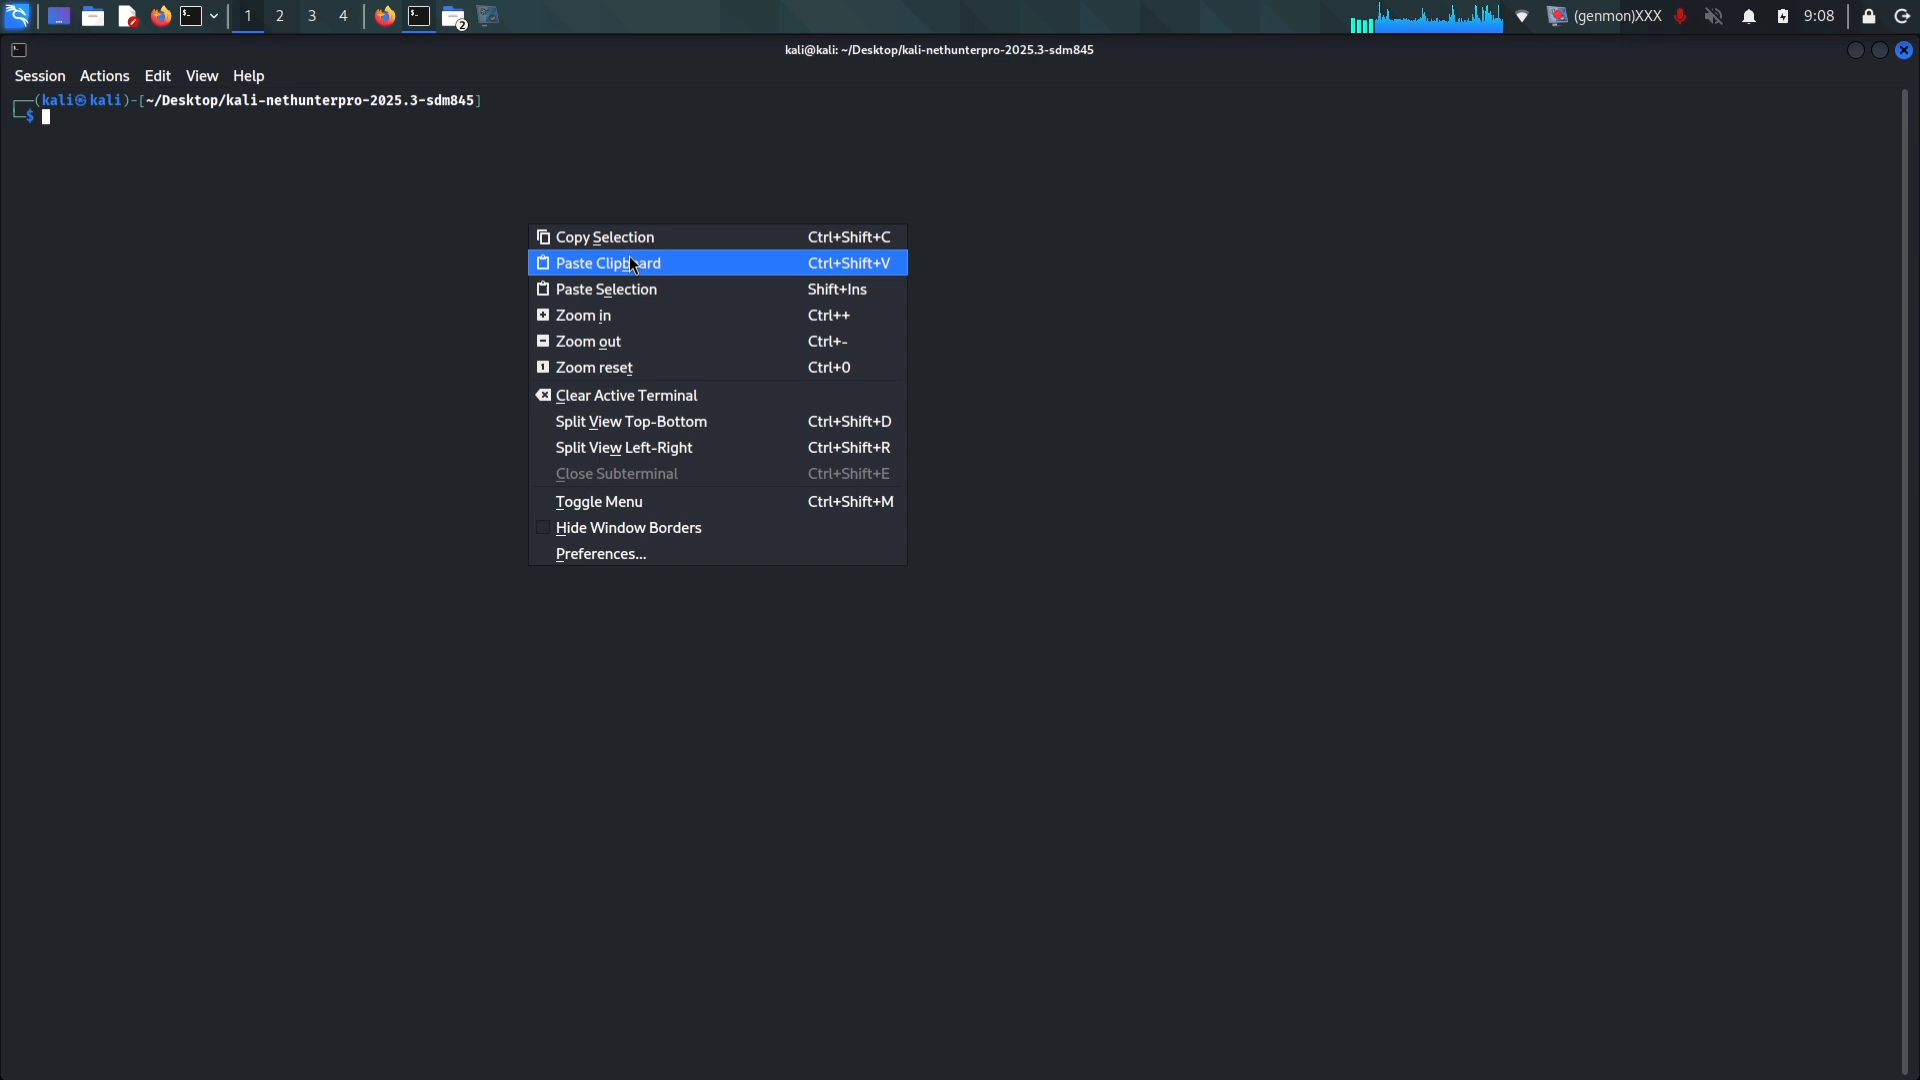 1 2 3 4 2 (genmon)XXX 9:08
kali@kali: ~/Desktop/kali-nethunterpro-2025.3-sdm845
Session Actions Edit View Help
┌──(kali㉿kali)-[~/Desktop/kali-nethunterpro-2025.3-sdm845]
└─$
Copy Selection Ctrl+Shift+C
Paste Clipboard Ctrl+Shift+V
Paste Selection Shift+Ins
Zoom in Ctrl++
Zoom out Ctrl+-
Zoom reset Ctrl+0
Clear Active Terminal
Split View Top-Bottom Ctrl+Shift+D
Split View Left-Right Ctrl+Shift+R
Close Subterminal Ctrl+Shift+E
Toggle Menu Ctrl+Shift+M
Hide Window Borders
Preferences...